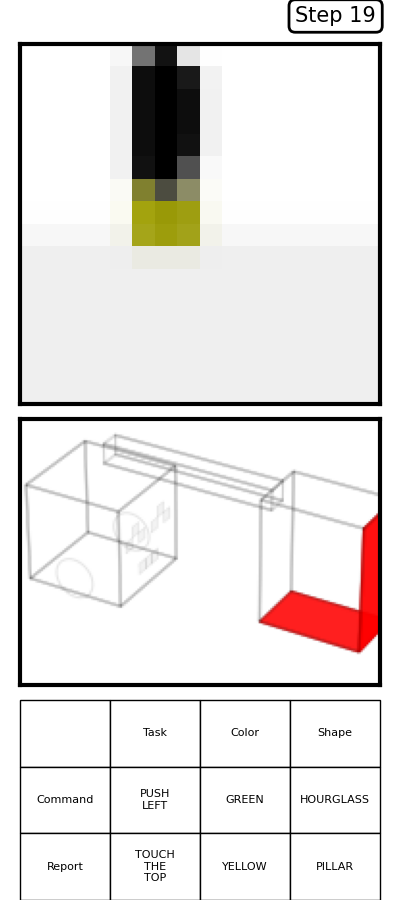 Step 19
Task Color Shape
Command PUSH LEFT GREEN HOURGLASS
Report TOUCH THE TOP YELLOW PILLAR